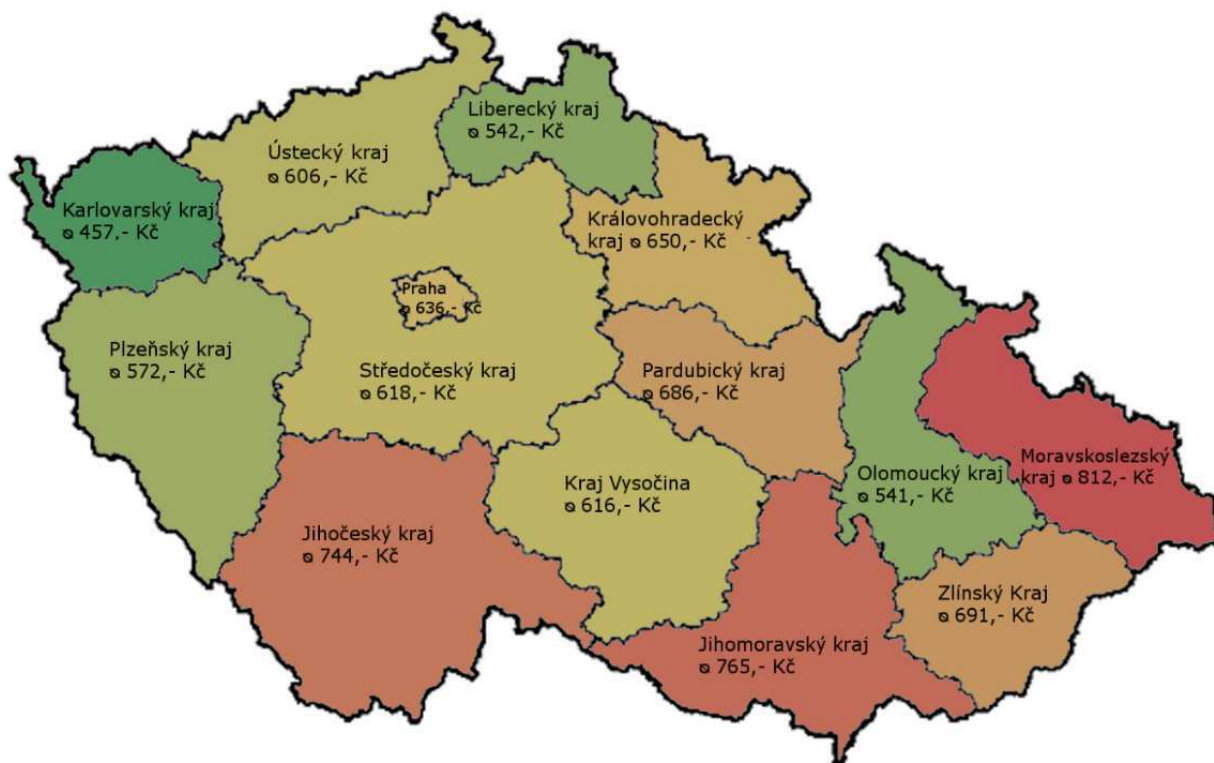 Liberecký kraj
⌀ 542,- Kč
Ústecký kraj
⌀ 606,- Kč
Karlovarský kraj
⌀ 457,- Kč
Královohradecký
kraj ⌀ 650,- Kč
Praha
⌀ 636,- Kč
Plzeňský kraj
⌀ 572,- Kč
Středočeský kraj
⌀ 618,- Kč
Pardubický kraj
⌀ 686,- Kč
Moravskoslezský
kraj ⌀ 812,- Kč
Olomoucký kraj
⌀ 541,- Kč
Kraj Vysočina
⌀ 616,- Kč
Jihočeský kraj
⌀ 744,- Kč
Zlínský Kraj
⌀ 691,- Kč
Jihomoravský kraj
⌀ 765,- Kč